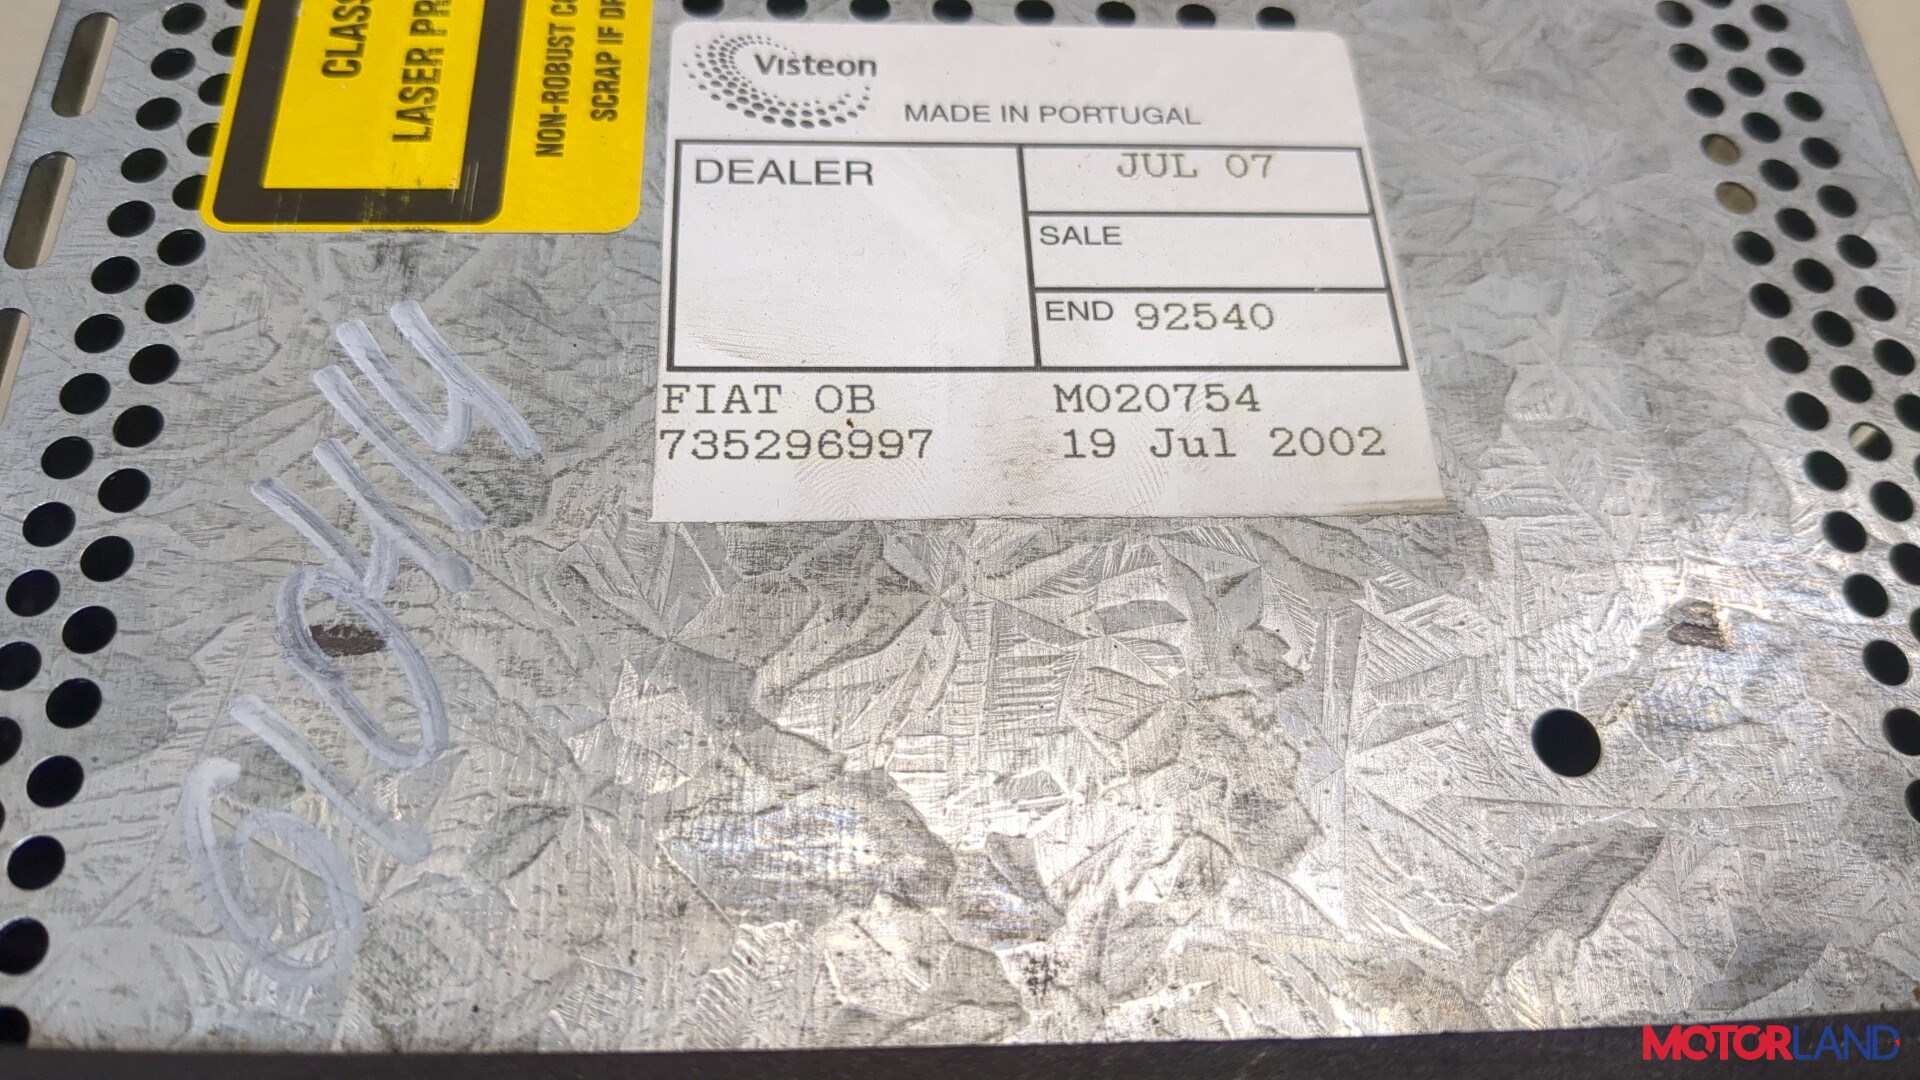 CLASS
LASER PR
NON-ROBUST C
SCRAP IF
Visteon
MADE IN PORTUGAL
DEALER
JUL 07
SALE
END 92540
FIAT OB M020754
735296997 19 Jul 2002
MOTORLAND